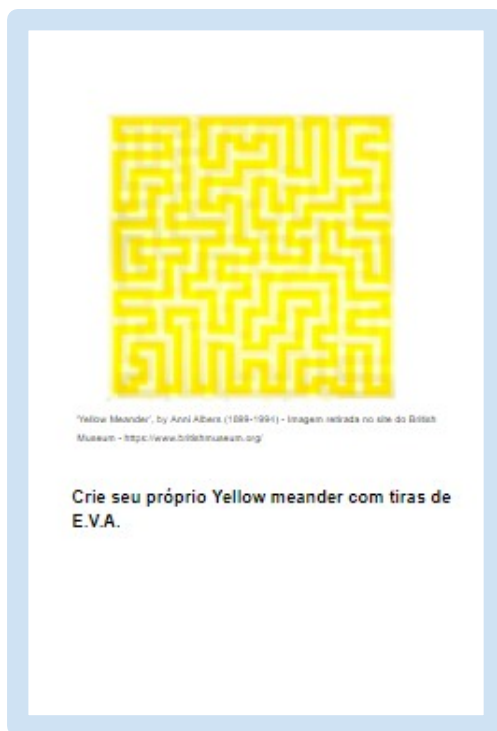 'Yellow Meander', by Anni Albers (1899-1994) - Imagem retirada no site do British
Museum - https://www.britishmuseum.org/
Crie seu próprio Yellow meander com tiras de
E.V.A.